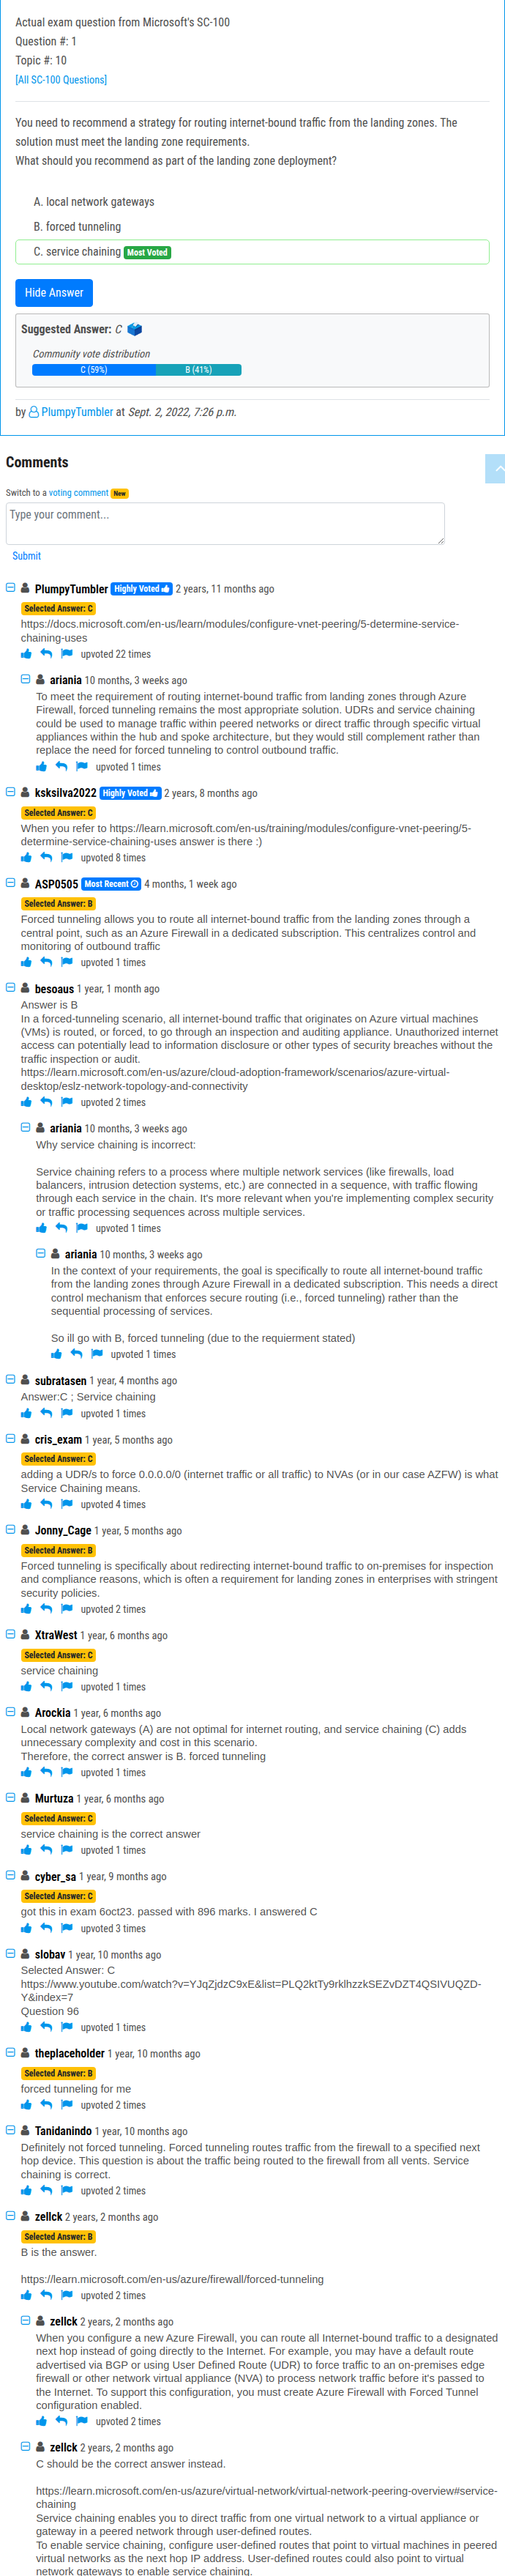 Actual exam question from Microsoft's SC-100
Question #: 1
Topic #: 10
[All SC-100 Questions]
You need to recommend a strategy for routing internet-bound traffic from the landing zones. The
solution must meet the landing zone requirements.
What should you recommend as part of the landing zone deployment?
A. local network gateways
B. forced tunneling
C. service chaining Most Voted
Hide Answer
Suggested Answer: C
Community vote distribution
C (59%) B (41%)
by PlumpyTumbler at Sept. 2, 2022, 7:26 p.m.
Comments
Switch to a voting comment New
Type your comment...
Submit
PlumpyTumbler Highly Voted 2 years, 11 months ago
Selected Answer: C
https://docs.microsoft.com/en-us/learn/modules/configure-vnet-peering/5-determine-service-
chaining-uses
upvoted 22 times
ariania 10 months, 3 weeks ago
To meet the requirement of routing internet-bound traffic from landing zones through Azure
Firewall, forced tunneling remains the most appropriate solution. UDRs and service chaining
could be used to manage traffic within peered networks or direct traffic through specific virtual
appliances within the hub and spoke architecture, but they would still complement rather than
replace the need for forced tunneling to control outbound traffic.
upvoted 1 times
ksksilva2022 Highly Voted 2 years, 8 months ago
Selected Answer: C
When you refer to https://learn.microsoft.com/en-us/training/modules/configure-vnet-peering/5-
determine-service-chaining-uses answer is there :)
upvoted 8 times
ASP0505 Most Recent 4 months, 1 week ago
Selected Answer: B
Forced tunneling allows you to route all internet-bound traffic from the landing zones through a
central point, such as an Azure Firewall in a dedicated subscription. This centralizes control and
monitoring of outbound traffic
upvoted 1 times
besoaus 1 year, 1 month ago
Answer is B
In a forced-tunneling scenario, all internet-bound traffic that originates on Azure virtual machines
(VMs) is routed, or forced, to go through an inspection and auditing appliance. Unauthorized internet
access can potentially lead to information disclosure or other types of security breaches without the
traffic inspection or audit.
https://learn.microsoft.com/en-us/azure/cloud-adoption-framework/scenarios/azure-virtual-
desktop/eslz-network-topology-and-connectivity
upvoted 2 times
ariania 10 months, 3 weeks ago
Why service chaining is incorrect:
Service chaining refers to a process where multiple network services (like firewalls, load
balancers, intrusion detection systems, etc.) are connected in a sequence, with traffic flowing
through each service in the chain. It's more relevant when you're implementing complex security
or traffic processing sequences across multiple services.
upvoted 1 times
ariania 10 months, 3 weeks ago
In the context of your requirements, the goal is specifically to route all internet-bound traffic
from the landing zones through Azure Firewall in a dedicated subscription. This needs a direct
control mechanism that enforces secure routing (i.e., forced tunneling) rather than the
sequential processing of services.
So ill go with B, forced tunneling (due to the requierment stated)
upvoted 1 times
subratasen 1 year, 4 months ago
Answer:C ; Service chaining
upvoted 1 times
cris_exam 1 year, 5 months ago
Selected Answer: C
adding a UDR/s to force 0.0.0.0/0 (internet traffic or all traffic) to NVAs (or in our case AZFW) is what
Service Chaining means.
upvoted 4 times
Jonny_Cage 1 year, 5 months ago
Selected Answer: B
Forced tunneling is specifically about redirecting internet-bound traffic to on-premises for inspection
and compliance reasons, which is often a requirement for landing zones in enterprises with stringent
security policies.
upvoted 2 times
XtraWest 1 year, 6 months ago
Selected Answer: C
service chaining
upvoted 1 times
Arockia 1 year, 6 months ago
Local network gateways (A) are not optimal for internet routing, and service chaining (C) adds
unnecessary complexity and cost in this scenario.
Therefore, the correct answer is B. forced tunneling
upvoted 1 times
Murtuza 1 year, 6 months ago
Selected Answer: C
service chaining is the correct answer
upvoted 1 times
cyber_sa 1 year, 9 months ago
Selected Answer: C
got this in exam 6oct23. passed with 896 marks. I answered C
upvoted 3 times
slobav 1 year, 10 months ago
Selected Answer: C
https://www.youtube.com/watch?v=YJqZjdzC9xE&list=PLQ2ktTy9rklhzzkSEZvDZT4QSIVUQZD-
Y&index=7
Question 96
upvoted 1 times
theplaceholder 1 year, 10 months ago
Selected Answer: B
forced tunneling for me
upvoted 2 times
Tanidanindo 1 year, 10 months ago
Definitely not forced tunneling. Forced tunneling routes traffic from the firewall to a specified next
hop device. This question is about the traffic being routed to the firewall from all vents. Service
chaining is correct.
upvoted 2 times
zellck 2 years, 2 months ago
Selected Answer: B
B is the answer.
https://learn.microsoft.com/en-us/azure/firewall/forced-tunneling
upvoted 2 times
zellck 2 years, 2 months ago
When you configure a new Azure Firewall, you can route all Internet-bound traffic to a designated
next hop instead of going directly to the Internet. For example, you may have a default route
advertised via BGP or using User Defined Route (UDR) to force traffic to an on-premises edge
firewall or other network virtual appliance (NVA) to process network traffic before it's passed to
the Internet. To support this configuration, you must create Azure Firewall with Forced Tunnel
configuration enabled.
upvoted 2 times
zellck 2 years, 2 months ago
C should be the correct answer instead.
https://learn.microsoft.com/en-us/azure/virtual-network/virtual-network-peering-overview#service-
chaining
Service chaining enables you to direct traffic from one virtual network to a virtual appliance or
gateway in a peered network through user-defined routes.
To enable service chaining, configure user-defined routes that point to virtual machines in peered
virtual networks as the next hop IP address. User-defined routes could also point to virtual
network gateways to enable service chaining.